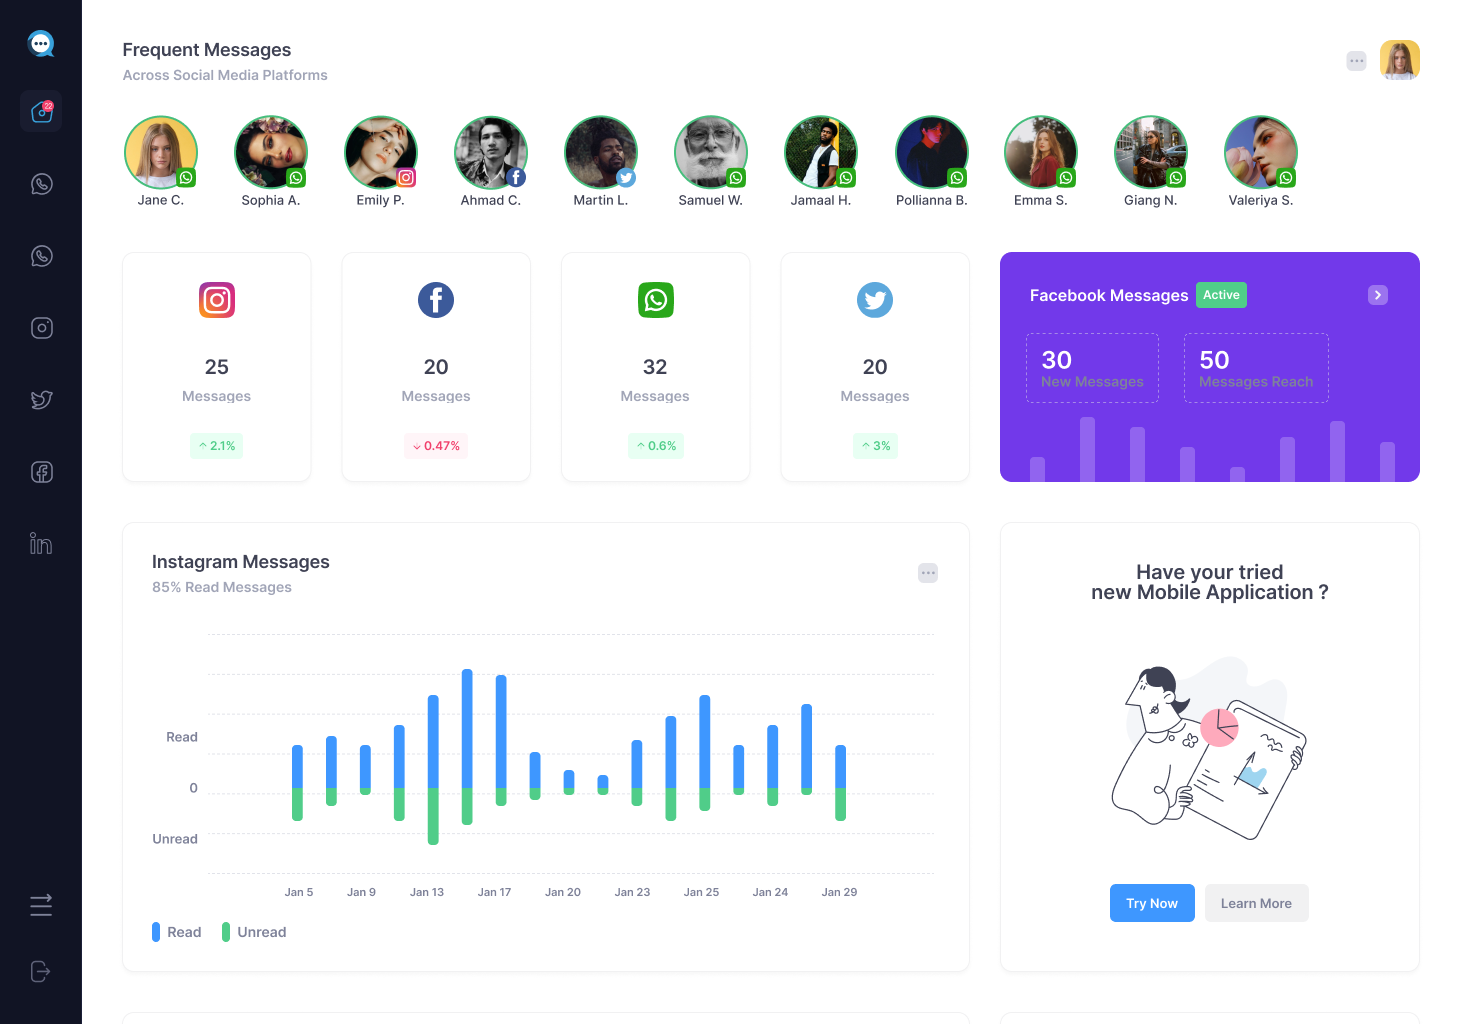 Frequent Messages
Across Social Media Platforms
22
Jane C.
Sophia A.
Emily P.
Ahmad C.
Martin L.
Samuel W.
Jamaal H.
Pollianna B.
Emma S.
Giang N.
Valeriya S.
25
Messages
2.1%
20
Messages
0.47%
32
Messages
0.6%
20
Messages
3%
Facebook Messages
Active
30
New Messages
50
Messages Reach
Instagram Messages
85% Read Messages
Read
0
Unread
Jan 5
Jan 9
Jan 13
Jan 17
Jan 20
Jan 23
Jan 25
Jan 24
Jan 29
Read
Unread
Have your tried
new Mobile Application ?
Try Now
Learn More